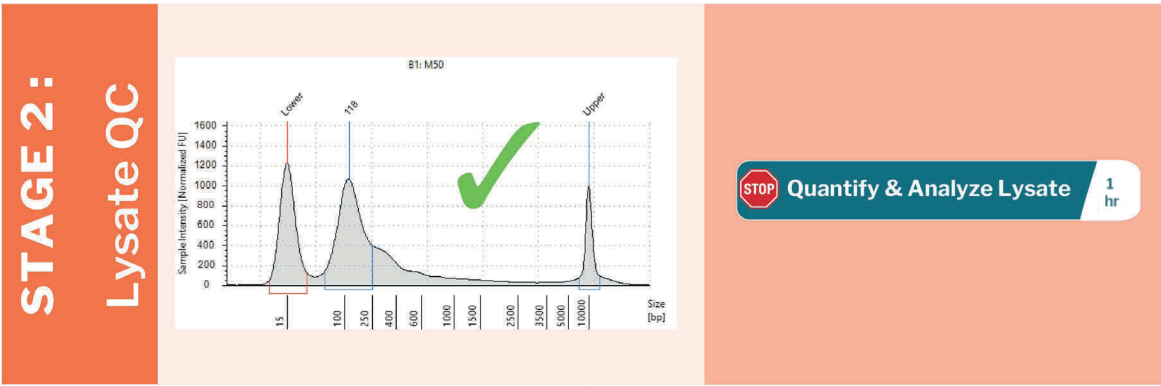 STAGE 2:
Lysate QC
B1: M50
Lower
118
Upper
Sample Intensity [Normalized FU]
1600
1400
1200
1000
800
600
400
200
0
15
100
250
400
600
1000
1500
2500
3500
5000
10000
Size
[bp]
STOP
Quantify & Analyze Lysate
1
hr